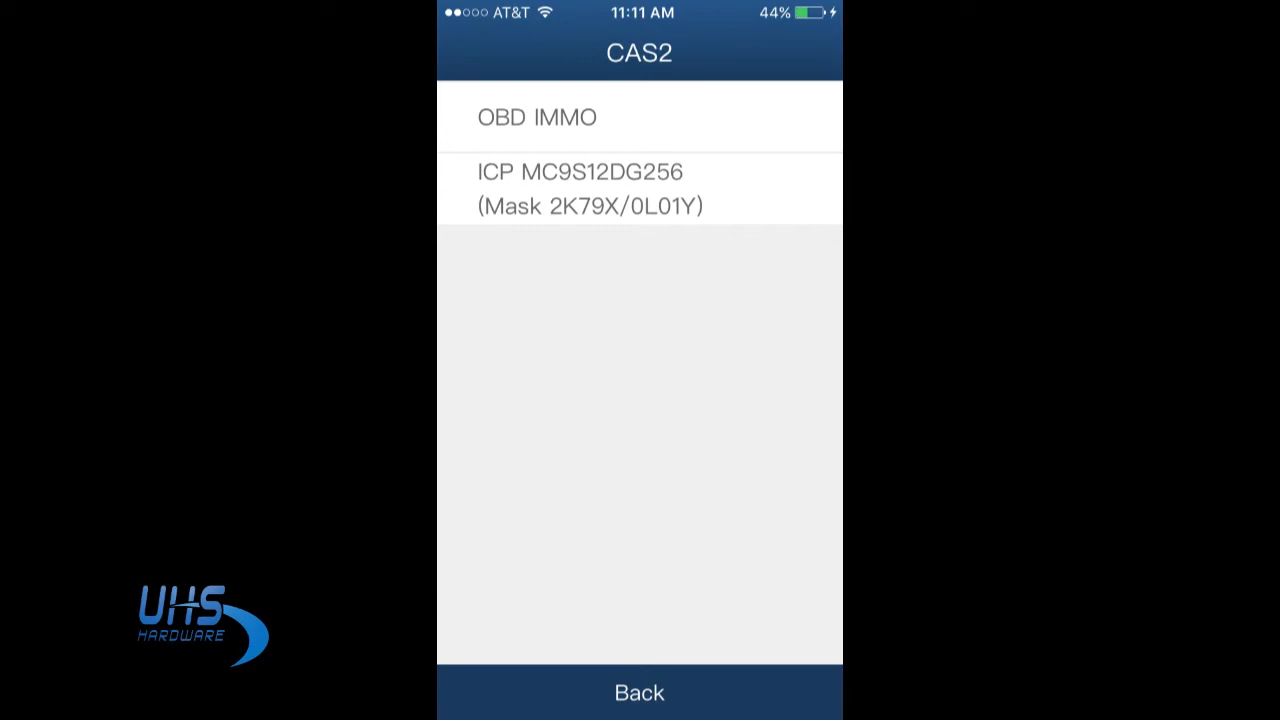 AT&T 11:11 AM 44%
CAS2
OBD IMMO
ICP MC9S12DG256
(Mask 2K79X/0L01Y)
UHS
HARDWARE
Back